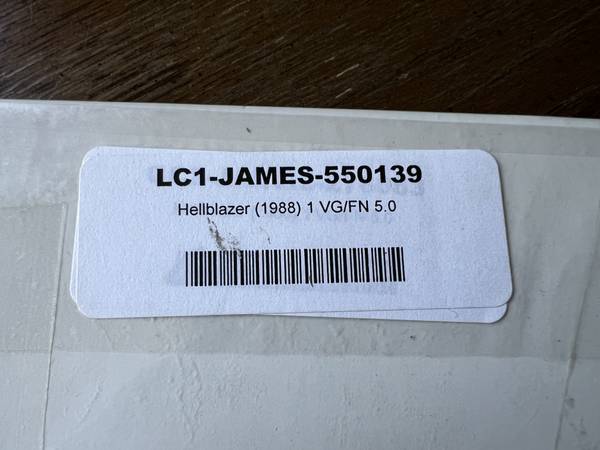 LC1-JAMES-550139
Hellblazer (1988) 1 VG/FN 5.0